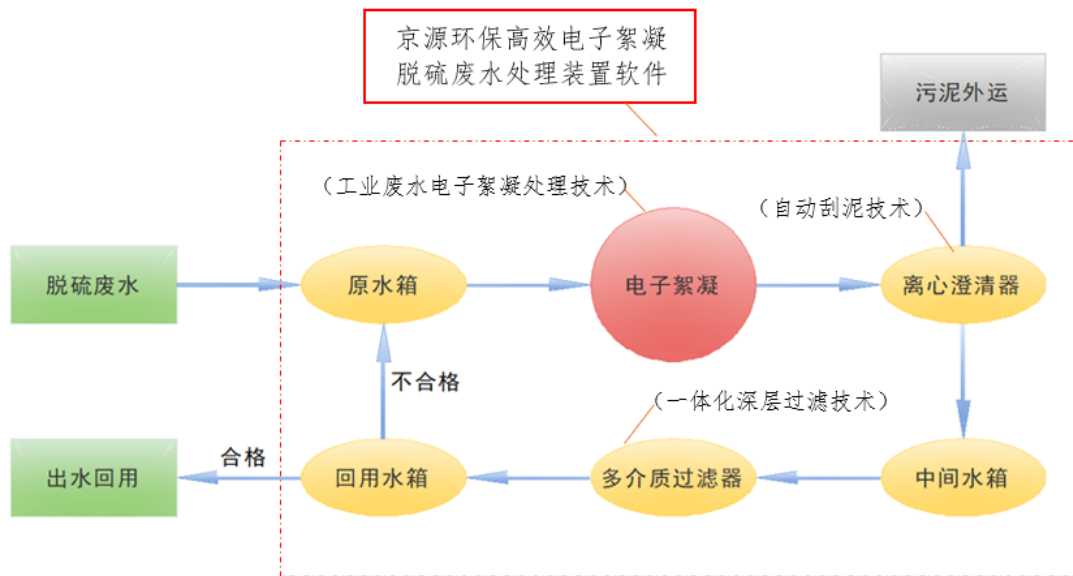 京源环保高效电子絮凝
脱硫废水处理装置软件
污泥外运
（工业废水电子絮凝处理技术）
（自动刮泥技术）
脱硫废水
原水箱
电子絮凝
离心澄清器
不合格
（一体化深层过滤技术）
出水回用
合格
回用水箱
多介质过滤器
中间水箱